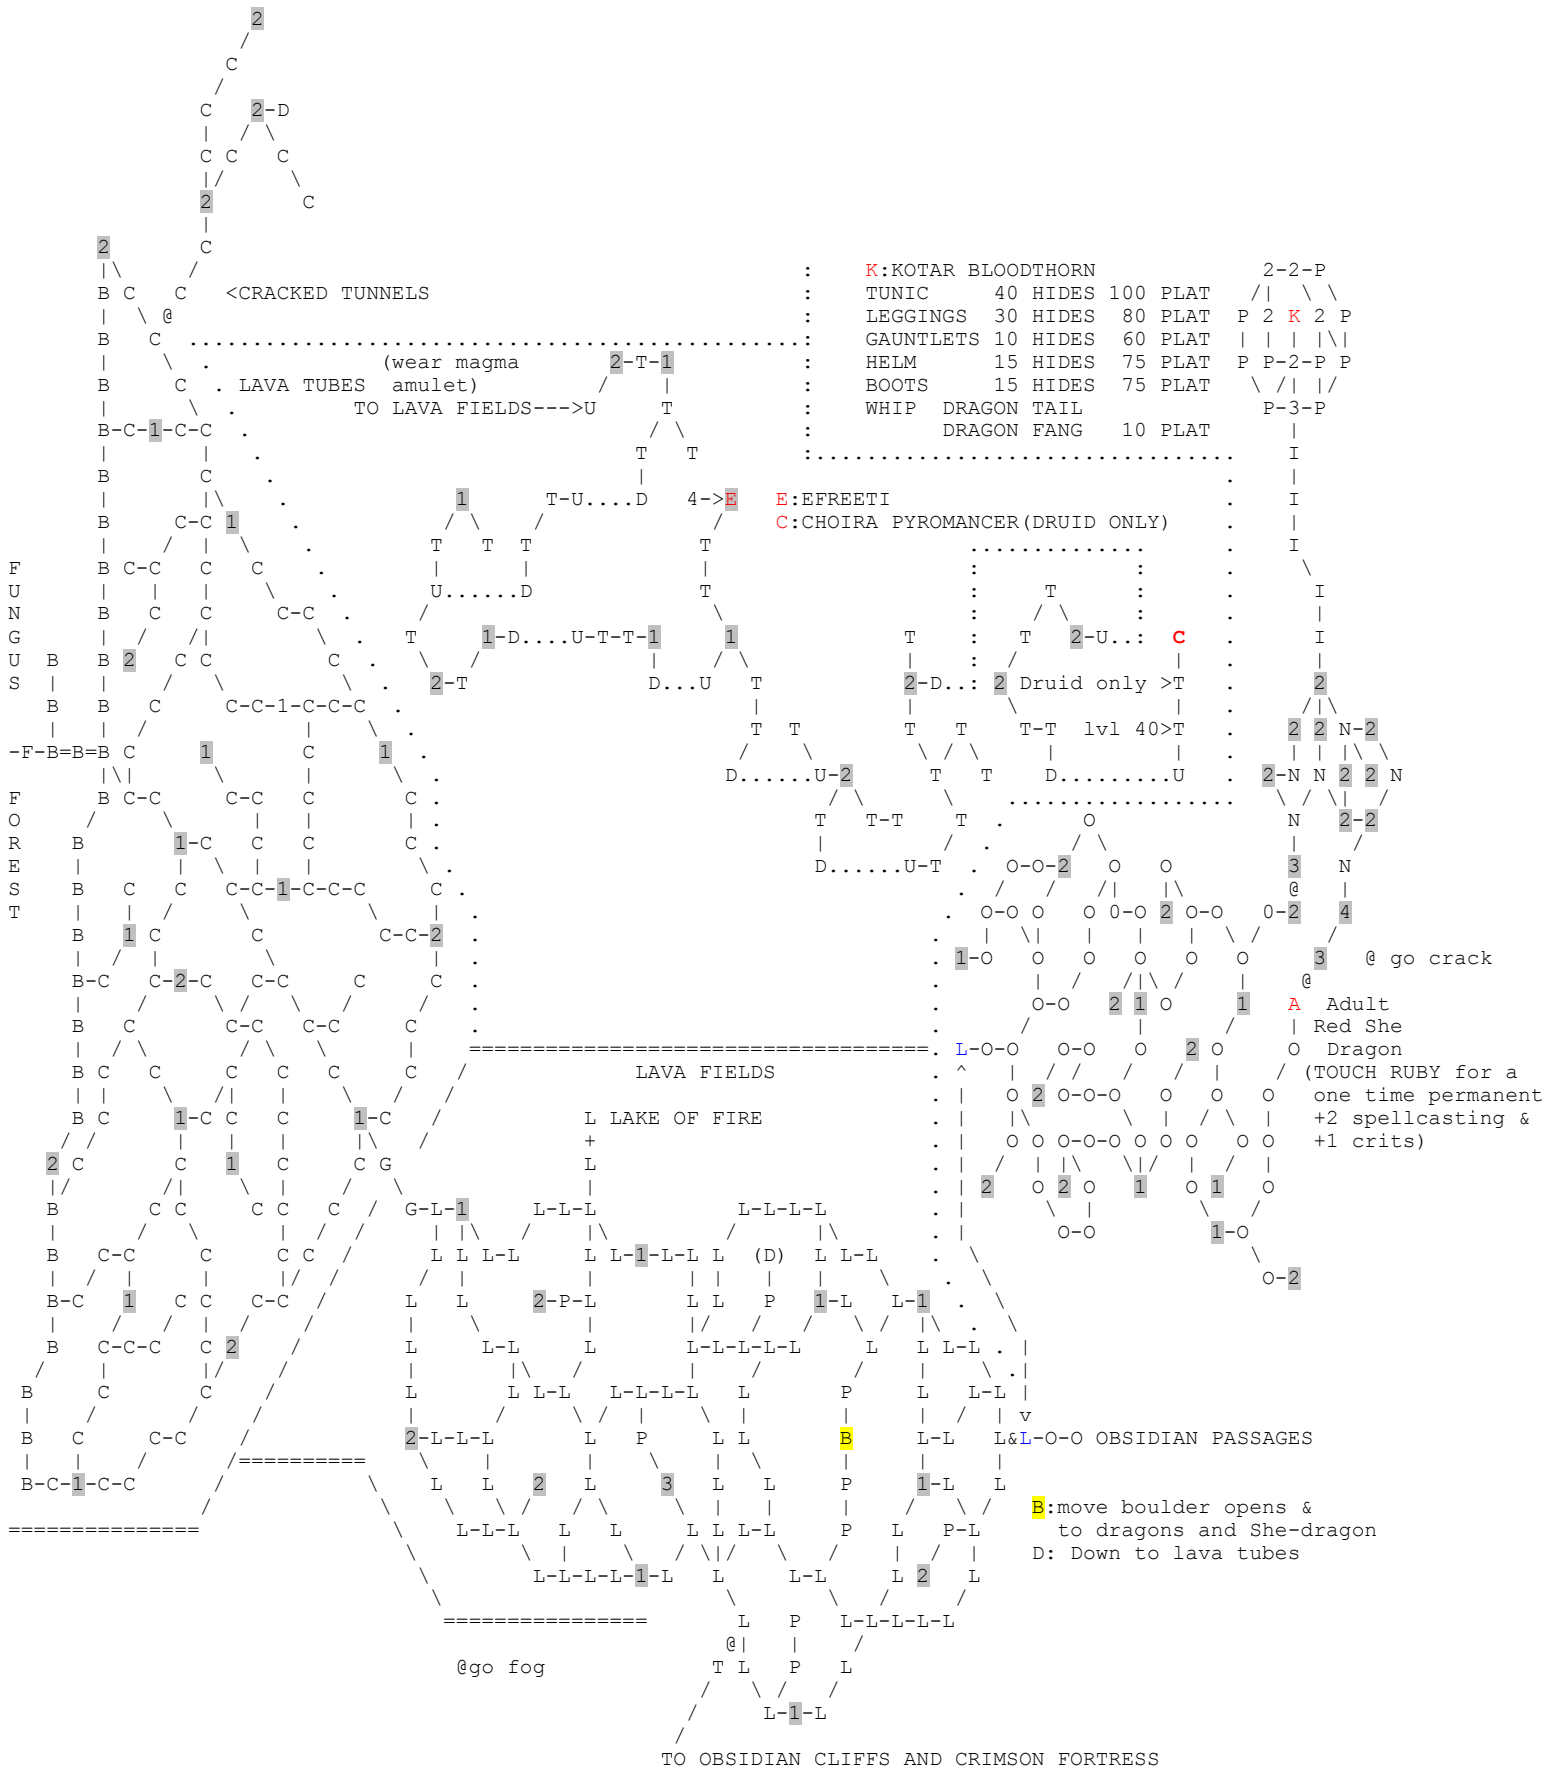 <CRACKED TUNNELS
K:KOTAR BLOODTHORN
TUNIC 40 HIDES 100 PLAT
LEGGINGS 30 HIDES 80 PLAT
GAUNTLETS 10 HIDES 60 PLAT
HELM 15 HIDES 75 PLAT
BOOTS 15 HIDES 75 PLAT
WHIP DRAGON TAIL
DRAGON FANG 10 PLAT
(wear magma
LAVA TUBES amulet)
TO LAVA FIELDS--->U
4->E E:EFREETI
C:CHOIRA PYROMANCER(DRUID ONLY)
FUNGUS FOREST
Druid only >T
lvl 40>T
@ go crack
A Adult
Red She
Dragon
(TOUCH RUBY for a
one time permanent
+2 spellcasting &
+1 crits)
LAVA FIELDS
L LAKE OF FIRE
(D)
L&L-O-O OBSIDIAN PASSAGES
B:move boulder opens &
to dragons and She-dragon
D: Down to lava tubes
@go fog
TO OBSIDIAN CLIFFS AND CRIMSON FORTRESS